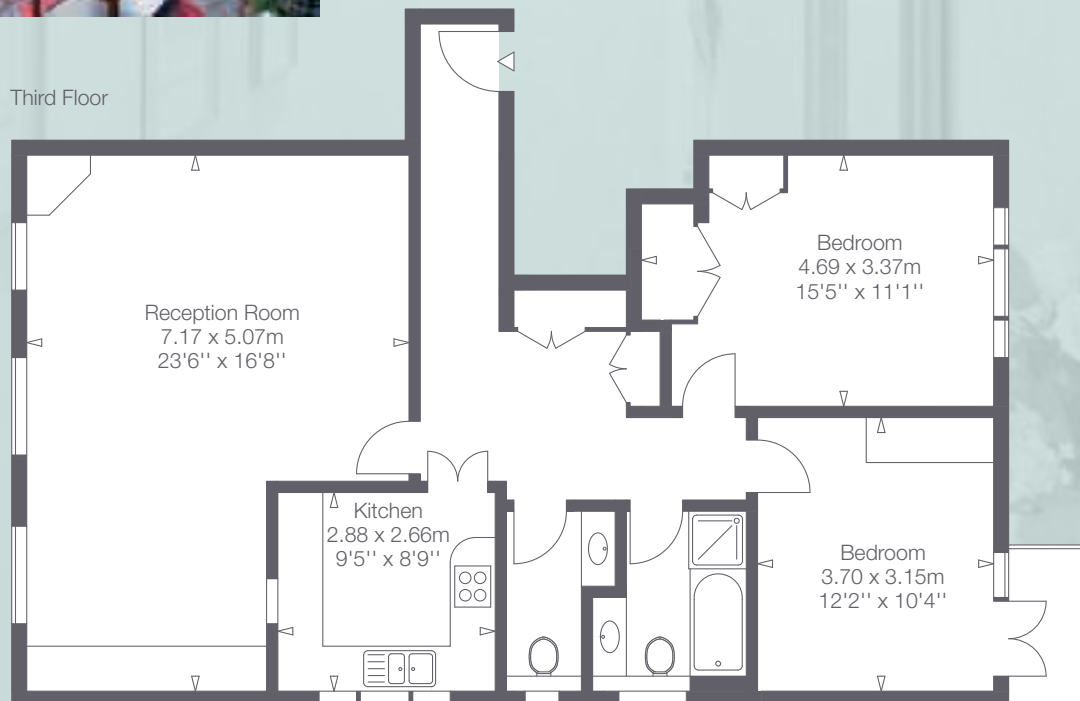 Third Floor
Reception Room
7.17 x 5.07m
23'6'' x 16'8''
Bedroom
4.69 x 3.37m
15'5'' x 11'1''
Kitchen
2.88 x 2.66m
9'5'' x 8'9''
Bedroom
3.70 x 3.15m
12'2'' x 10'4''